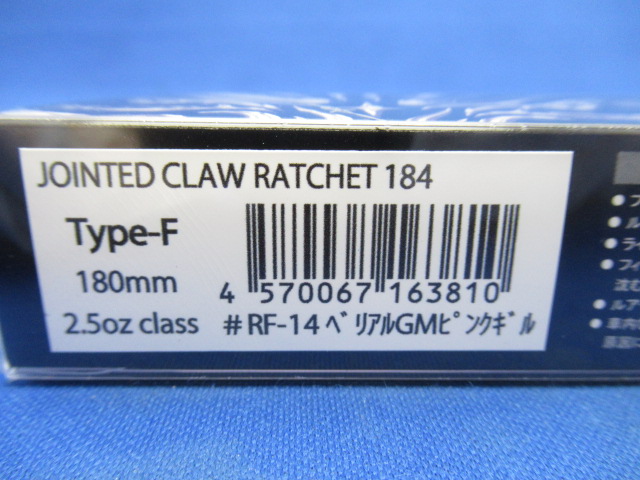 JOINTED CLAW RATCHET 184
Type-F
180mm
2.5oz class
4 570067 163810
#RF-14 ﾍﾞﾘｱﾙGMﾋﾟﾝｸｷﾞﾙ